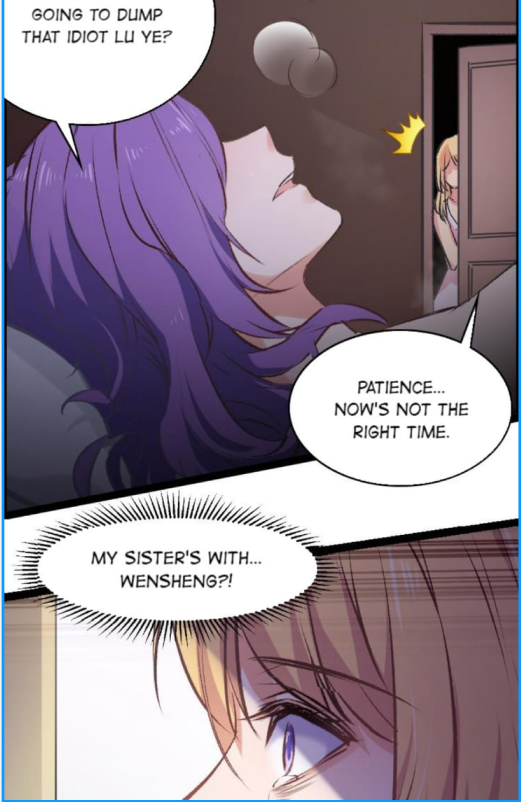 GOING TO DUMP
THAT IDIOT LU YE?
PATIENCE...
NOW'S NOT THE
RIGHT TIME.
MY SISTER'S WITH...
WENSHENG?!